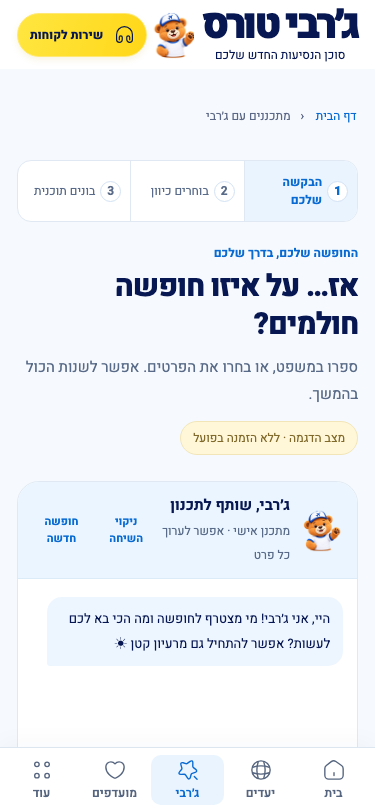 ג׳רבי טורס
סוכן הנסיעות החדש שלכם
שירות לקוחות
דף הבית › מתכננים עם ג׳רבי
1 הבקשה שלכם
2 בוחרים כיוון
3 בונים תוכנית
החופשה שלכם, בדרך שלכם
אז... על איזו חופשה
חולמים?
ספרו במשפט, או בחרו את הפרטים. אפשר לשנות הכול
בהמשך.
מצב הדגמה · ללא הזמנה בפועל
ג׳רבי, שותף לתכנון
מתכנן אישי · אפשר לערוך
כל פרט
ניקוי
השיחה
חופשה
חדשה
היי, אני ג׳רבי! מי מצטרף לחופשה ומה הכי בא לכם
לעשות? אפשר להתחיל גם מרעיון קטן ☀
בית
יעדים
ג׳רבי
מועדפים
עוד